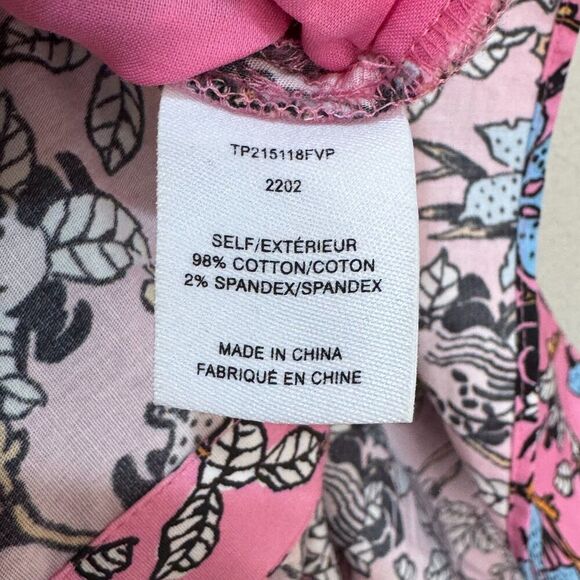 TP215118FVP
2202
SELF/EXTÉRIEUR
98% COTTON/COTON
2% SPANDEX/SPANDEX
MADE IN CHINA
FABRIQUÉ EN CHINE